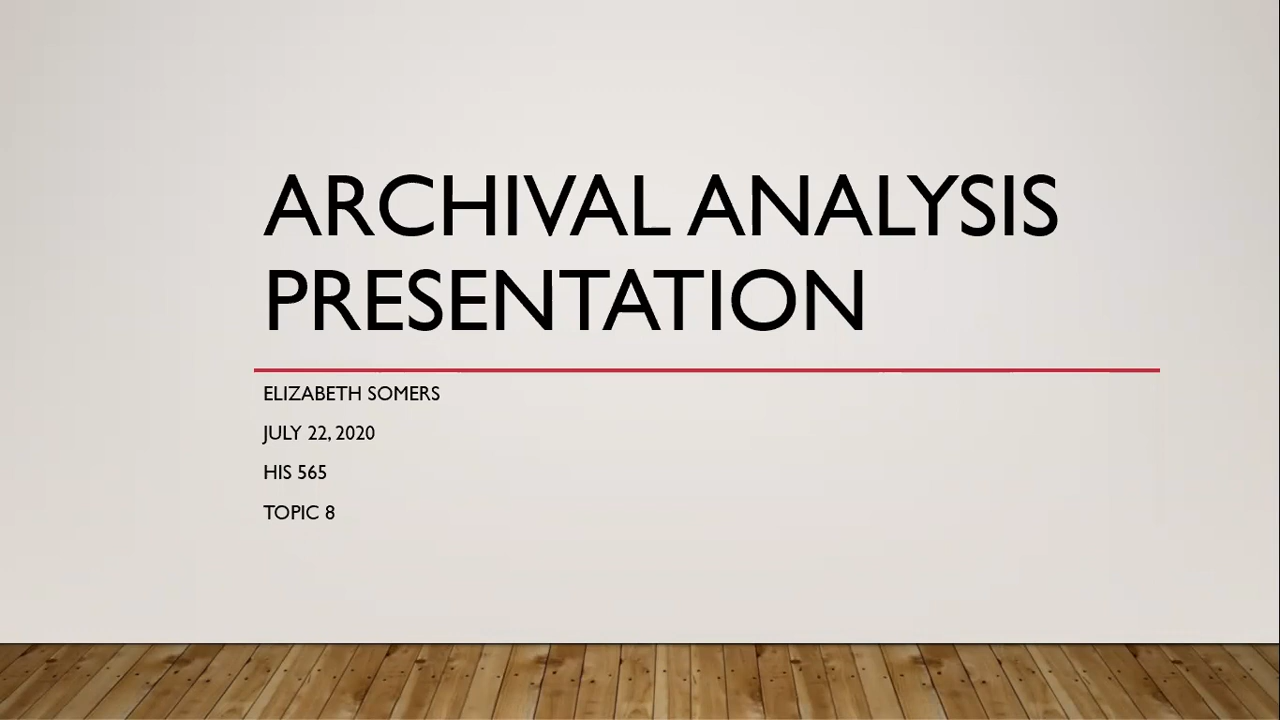 ARCHIVAL ANALYSIS
PRESENTATION
ELIZABETH SOMERS
JULY 22, 2020
HIS 565
TOPIC 8